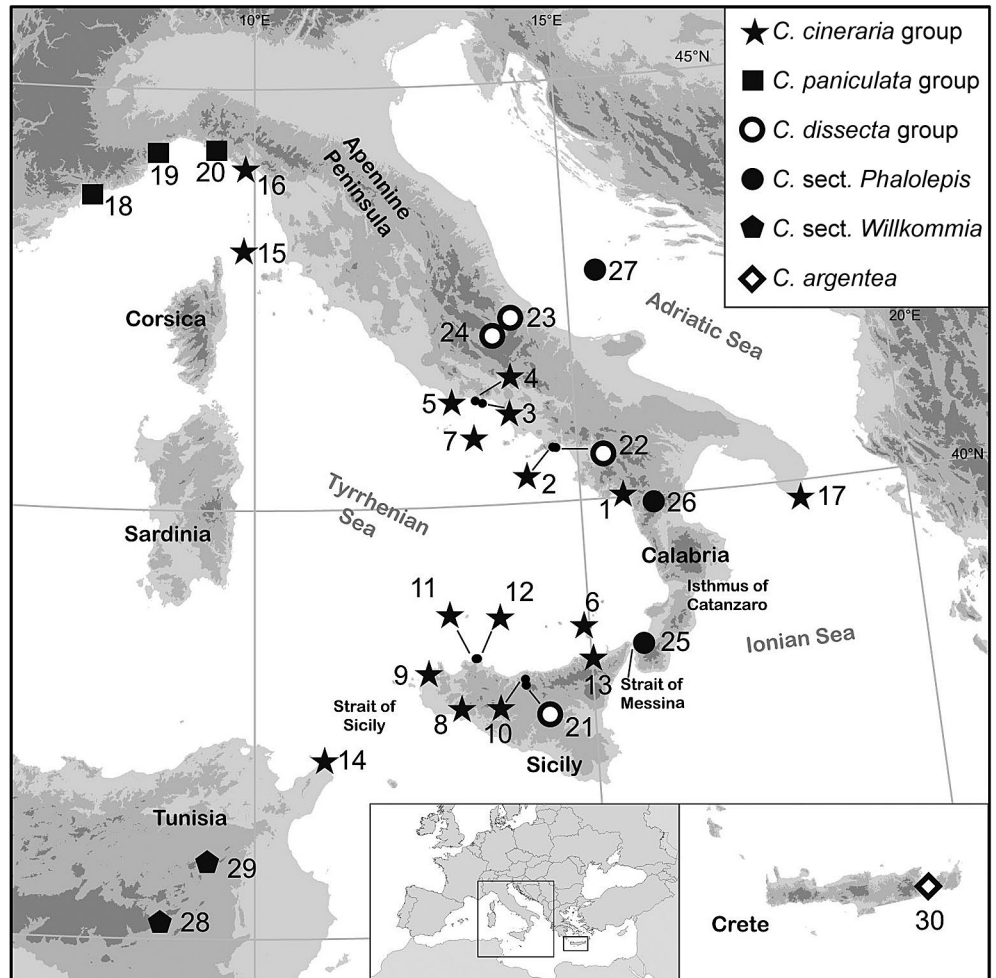 10°E
15°E
45°N
C. cineraria group
C. paniculata group
C. dissecta group
C. sect. Phalolepis
C. sect. Willkommia
C. argentea
20°E
19
20
16
18
15
Apennine
Peninsula
Corsica
27
Adriatic Sea
23
24
4
5
3
7
22
2
40°N
Tyrrhenian
Sea
1
26
17
Sardinia
Calabria
Isthmus of
Catanzaro
11
12
6
Ionian Sea
25
9
13
Strait of
Messina
Strait of
Sicily
8
10
21
14
Sicily
Tunisia
29
28
Crete
30